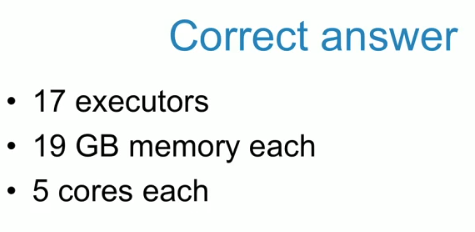 Correct answer
• 17 executors
• 19 GB memory each
• 5 cores each